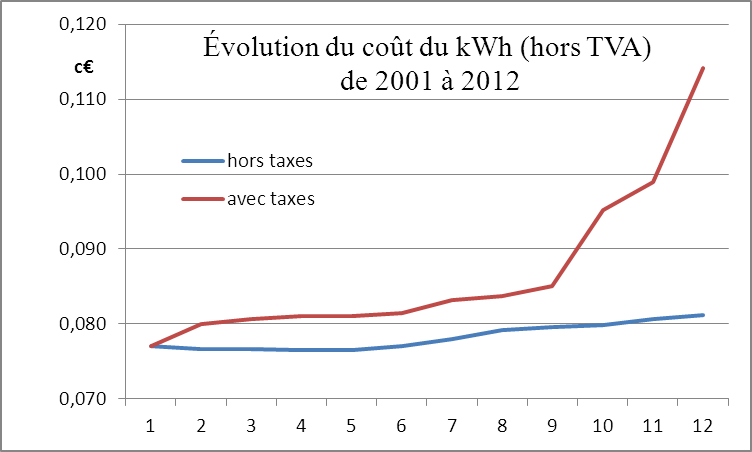 0,120
Évolution du coût du kWh (hors TVA)
de 2001 à 2012
c€
0,110
hors taxes
0,100
avec taxes
0,090
0,080
0,070
1 2 3 4 5 6 7 8 9 10 11 12